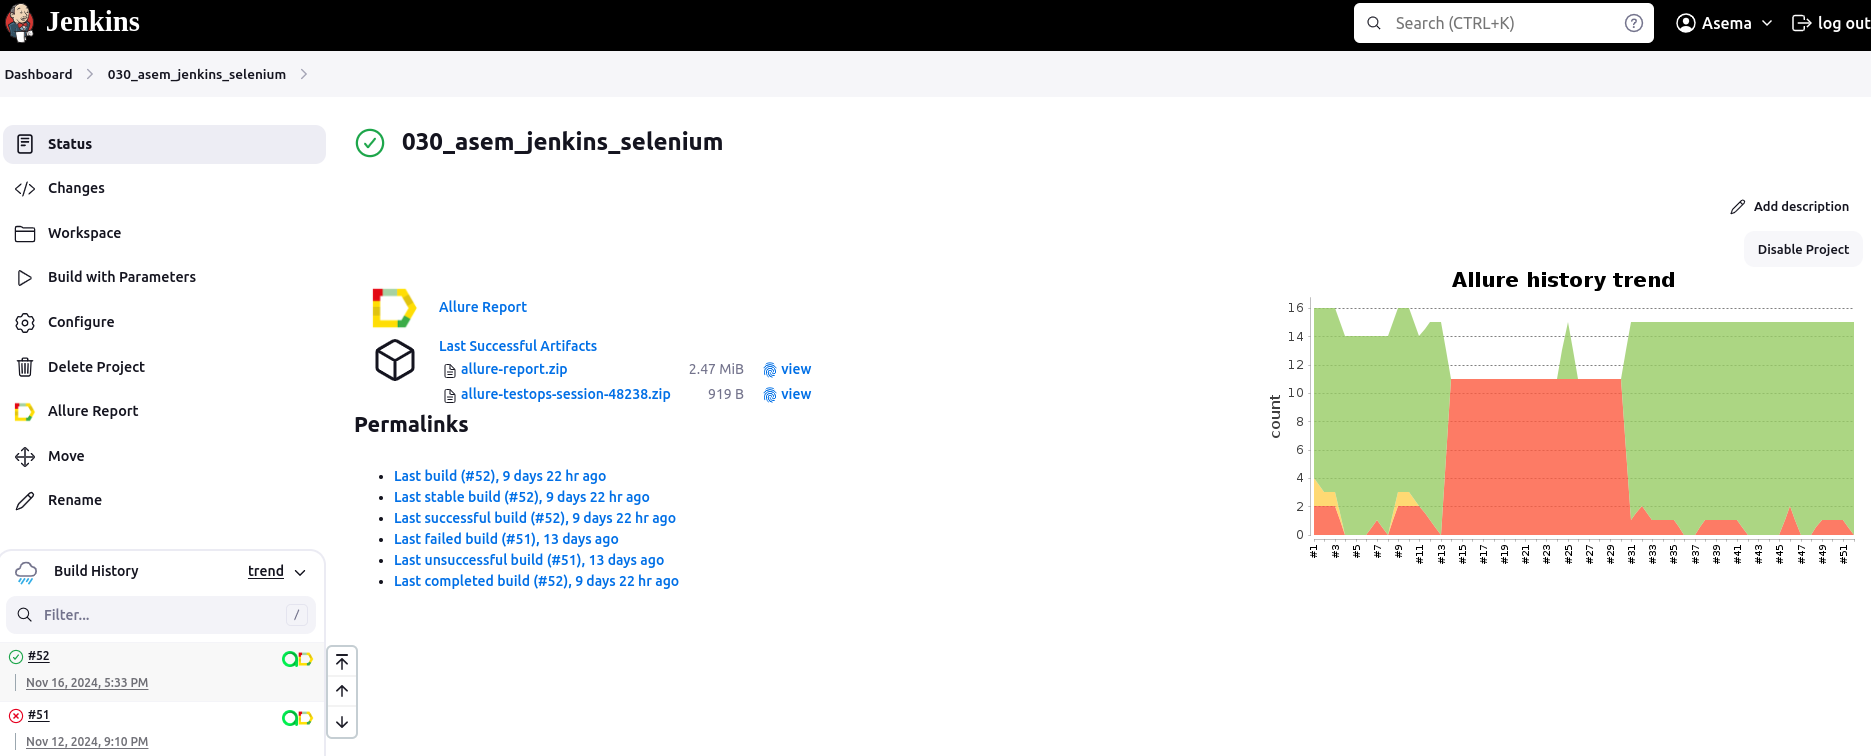 Jenkins
Search (CTRL+K)
?
Asema
log out
Dashboard
030_asem_jenkins_selenium
Status
Changes
Workspace
Build with Parameters
Configure
Delete Project
Allure Report
Move
Rename
Build History
trend
Filter...
/
#52
Nov 16, 2024, 5:33 PM
#51
Nov 12, 2024, 9:10 PM
030_asem_jenkins_selenium
Add description
Disable Project
Allure Report
Last Successful Artifacts
allure-report.zip 2.47 MiB view
allure-testops-session-48238.zip 919 B view
Permalinks
Last build (#52), 9 days 22 hr ago
Last stable build (#52), 9 days 22 hr ago
Last successful build (#52), 9 days 22 hr ago
Last failed build (#51), 13 days ago
Last unsuccessful build (#51), 13 days ago
Last completed build (#52), 9 days 22 hr ago
Allure history trend
count
16
14
12
10
8
6
4
2
0
#1 #3 #5 #7 #9 #11 #13 #15 #17 #19 #21 #23 #25 #27 #29 #31 #33 #35 #37 #39 #41 #43 #45 #47 #49 #51